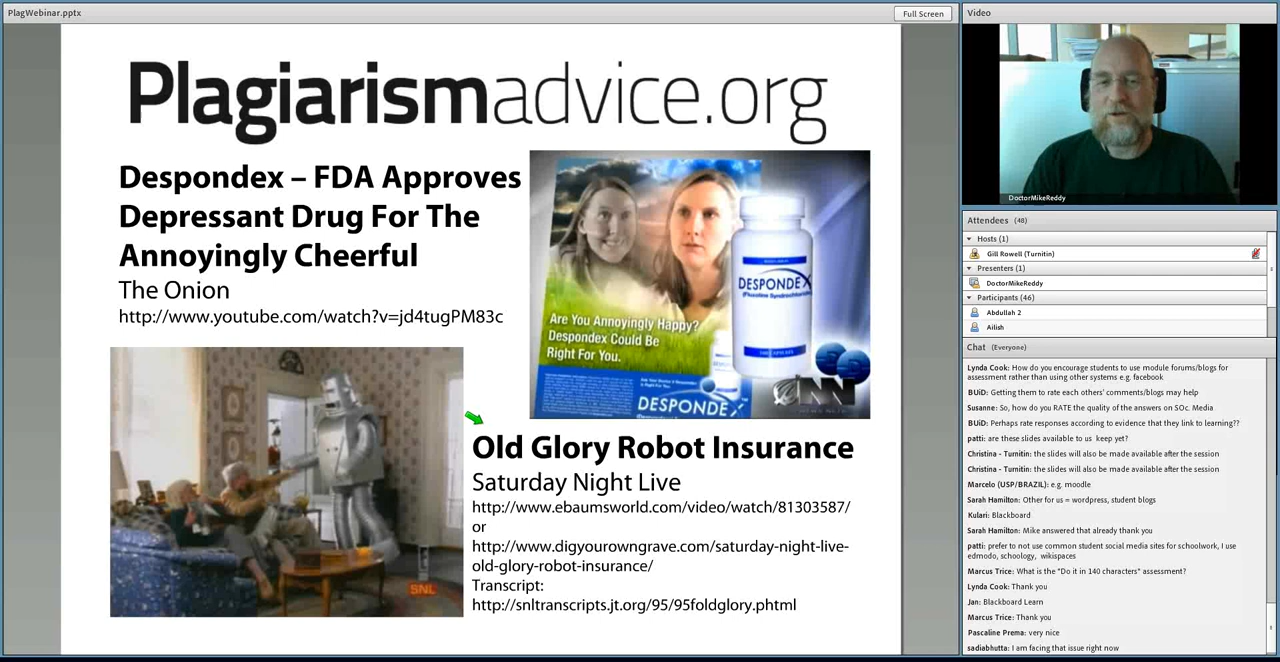 PlagWebinar.pptx
Full Screen
Plagiarismadvice.org
Despondex – FDA Approves
Depressant Drug For The
Annoyingly Cheerful
The Onion
http://www.youtube.com/watch?v=jd4tugPM83c
DESPONDEX
Are You Annoyingly Happy?
Despondex Could Be
Right For You.
DESPONDEX
SNL
Old Glory Robot Insurance
Saturday Night Live
http://www.ebaumsworld.com/video/watch/81303587/
or
http://www.digyourowngrave.com/saturday-night-live-
old-glory-robot-insurance/
Transcript:
http://snltranscripts.jt.org/95/95foldglory.phtml
Video
DoctorMikeReddy
Attendees (48)
Hosts (1)
Gill Rowell (Turnitin)
Presenters (1)
DoctorMikeReddy
Participants (46)
Abdullah 2
Ailish
Chat (Everyone)
Lynda Cook: How do you encourage students to use module forums/blogs for
assessment rather than using other systems e.g. facebook
BUiD: Getting them to rate each others' comments/blogs may help
Susanne: So, how do you RATE the quality of the answers on SOc. Media
BUiD: Perhaps rate responses according to evidence that they link to learning??
patti: are these slides available to us keep yet?
Christina - Turnitin: the slides will also be made available after the session
Christina - Turnitin: the slides will also be made available after the session
Marcelo (USP/BRAZIL): e.g. moodle
Sarah Hamilton: Other for us = wordpress, student blogs
Kulari: Blackboard
Sarah Hamilton: Mike answered that already thank you
patti: prefer to not use common student social media sites for schoolwork, I use
edmodo, schoology, wikispaces
Marcus Trice: What is the "Do it in 140 characters" assessment?
Lynda Cook: Thank you
Jan: Blackboard Learn
Marcus Trice: Thank you
Pascaline Prema: very nice
sadiabhutta: I am facing that issue right now